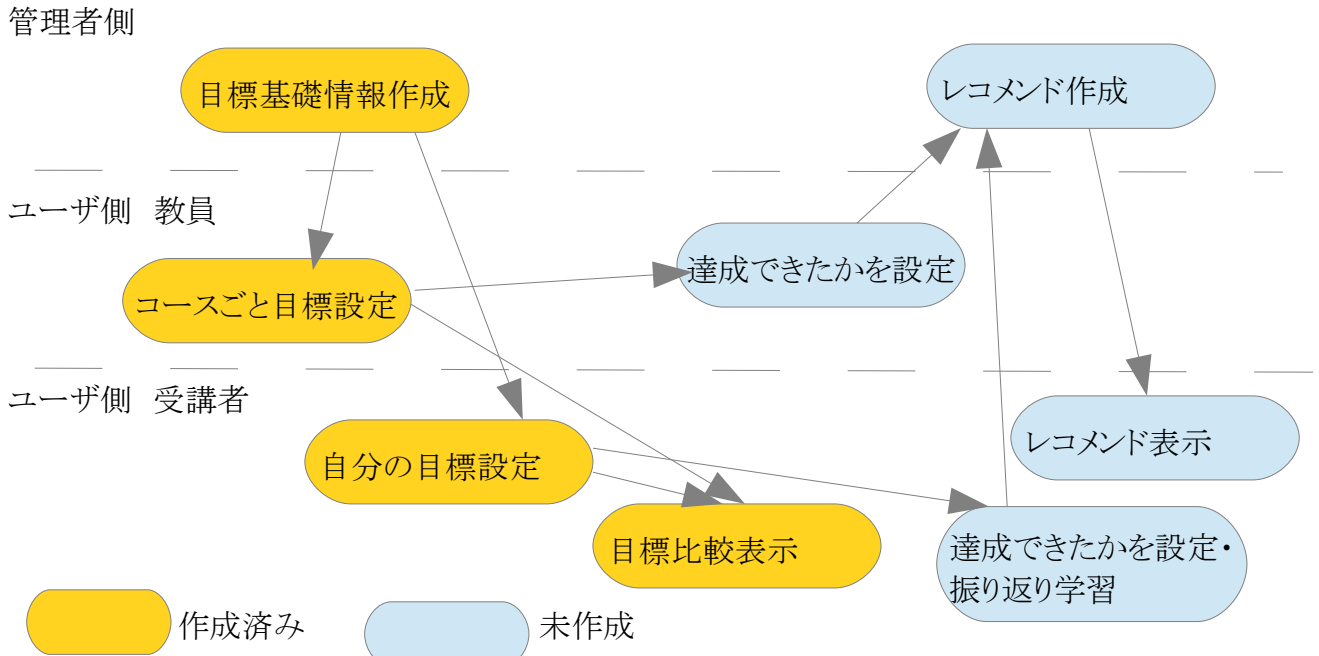 管理者側
目標基礎情報作成
レコメンド作成
ユーザ側 教員
達成できたかを設定
コースごと目標設定
ユーザ側 受講者
レコメンド表示
自分の目標設定
目標比較表示
達成できたかを設定・
振り返り学習
作成済み
未作成